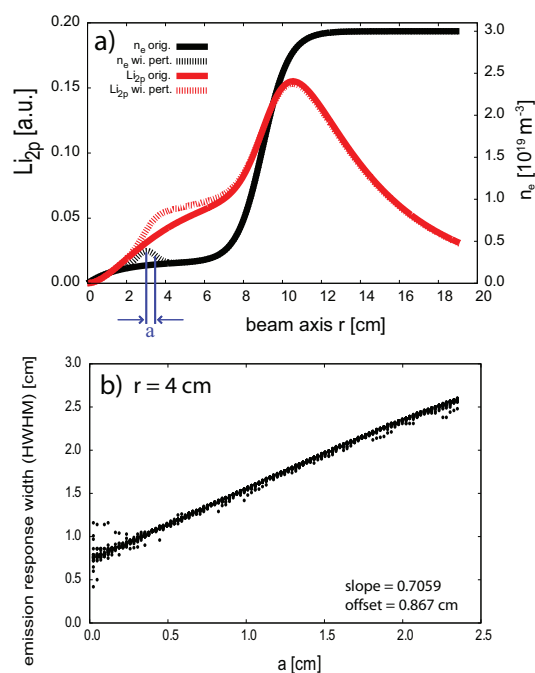 a)
n_e orig.
n_e wi. pert.
Li_2p orig.
Li_2p wi. pert.
0.20
0.15
0.10
0.05
0.00
Li_2p [a.u.]
3.0
2.5
2.0
1.5
1.0
0.5
0.0
n_e [10^19 m^-3]
0 2 4 6 8 10 12 14 16 18 20
a
beam axis r [cm]
b) r = 4 cm
3.0
2.5
2.0
1.5
1.0
0.5
0.0
emission response width (HWHM) [cm]
slope = 0.7059
offset = 0.867 cm
0.0 0.5 1.0 1.5 2.0 2.5
a [cm]